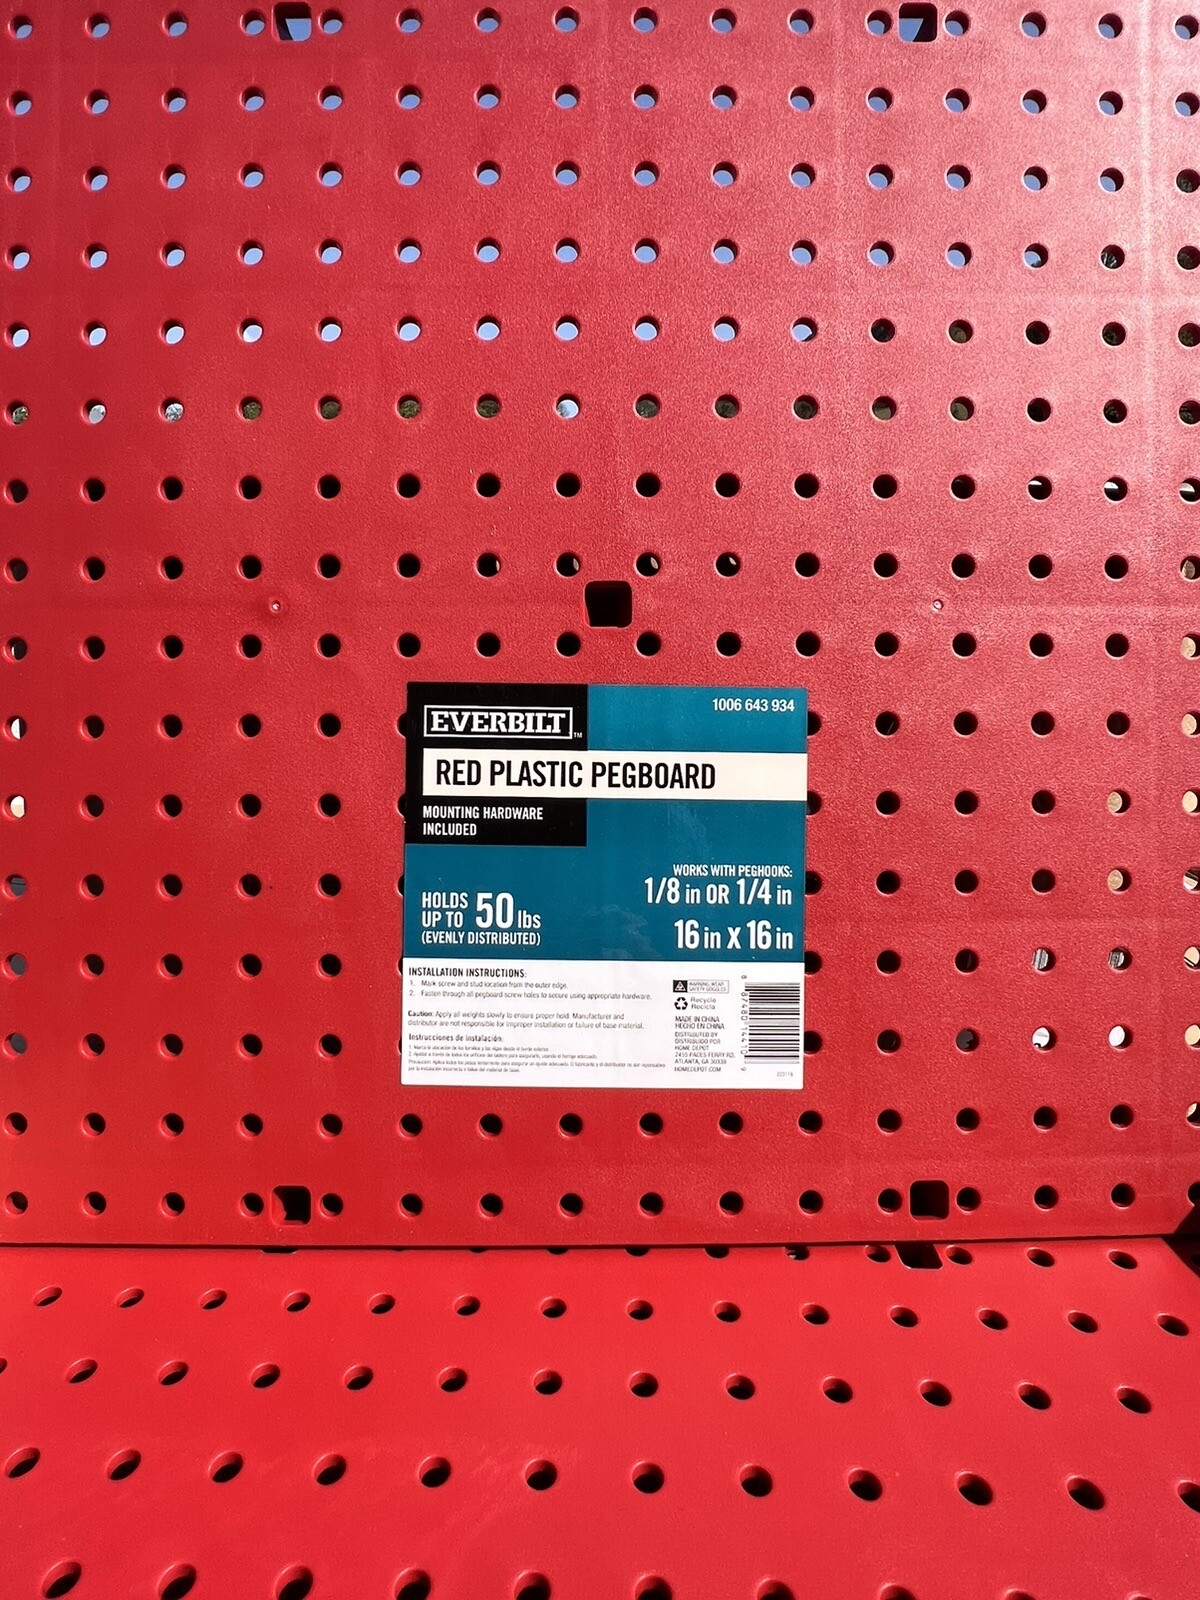 EVERBILT™
1006 643 934
RED PLASTIC PEGBOARD
MOUNTING HARDWARE
INCLUDED
WORKS WITH PEGHOOKS:
1/8 in OR 1/4 in
16 in X 16 in
HOLDS
UP TO 50 lbs
(EVENLY DISTRIBUTED)
INSTALLATION INSTRUCTIONS:
1. Mark screw and stud location from the outer edge.
2. Fasten through all pegboard screw holes to secure using appropriate hardware.
Caution: Apply all weights slowly to ensure proper hold. Manufacturer and
distributor are not responsible for improper installation or failure of base material.
Instrucciones de instalación:
WARNING: WEAR
SAFETY GOGGLES
Recycle
Recicla
MADE IN CHINA
HECHO EN CHINA
DISTRIBUTED BY
DISTRIBUIDO POR
HOME DEPOT
2455 PACES FERRY RD.
ATLANTA, GA 30339
HOMEDEPOT.COM